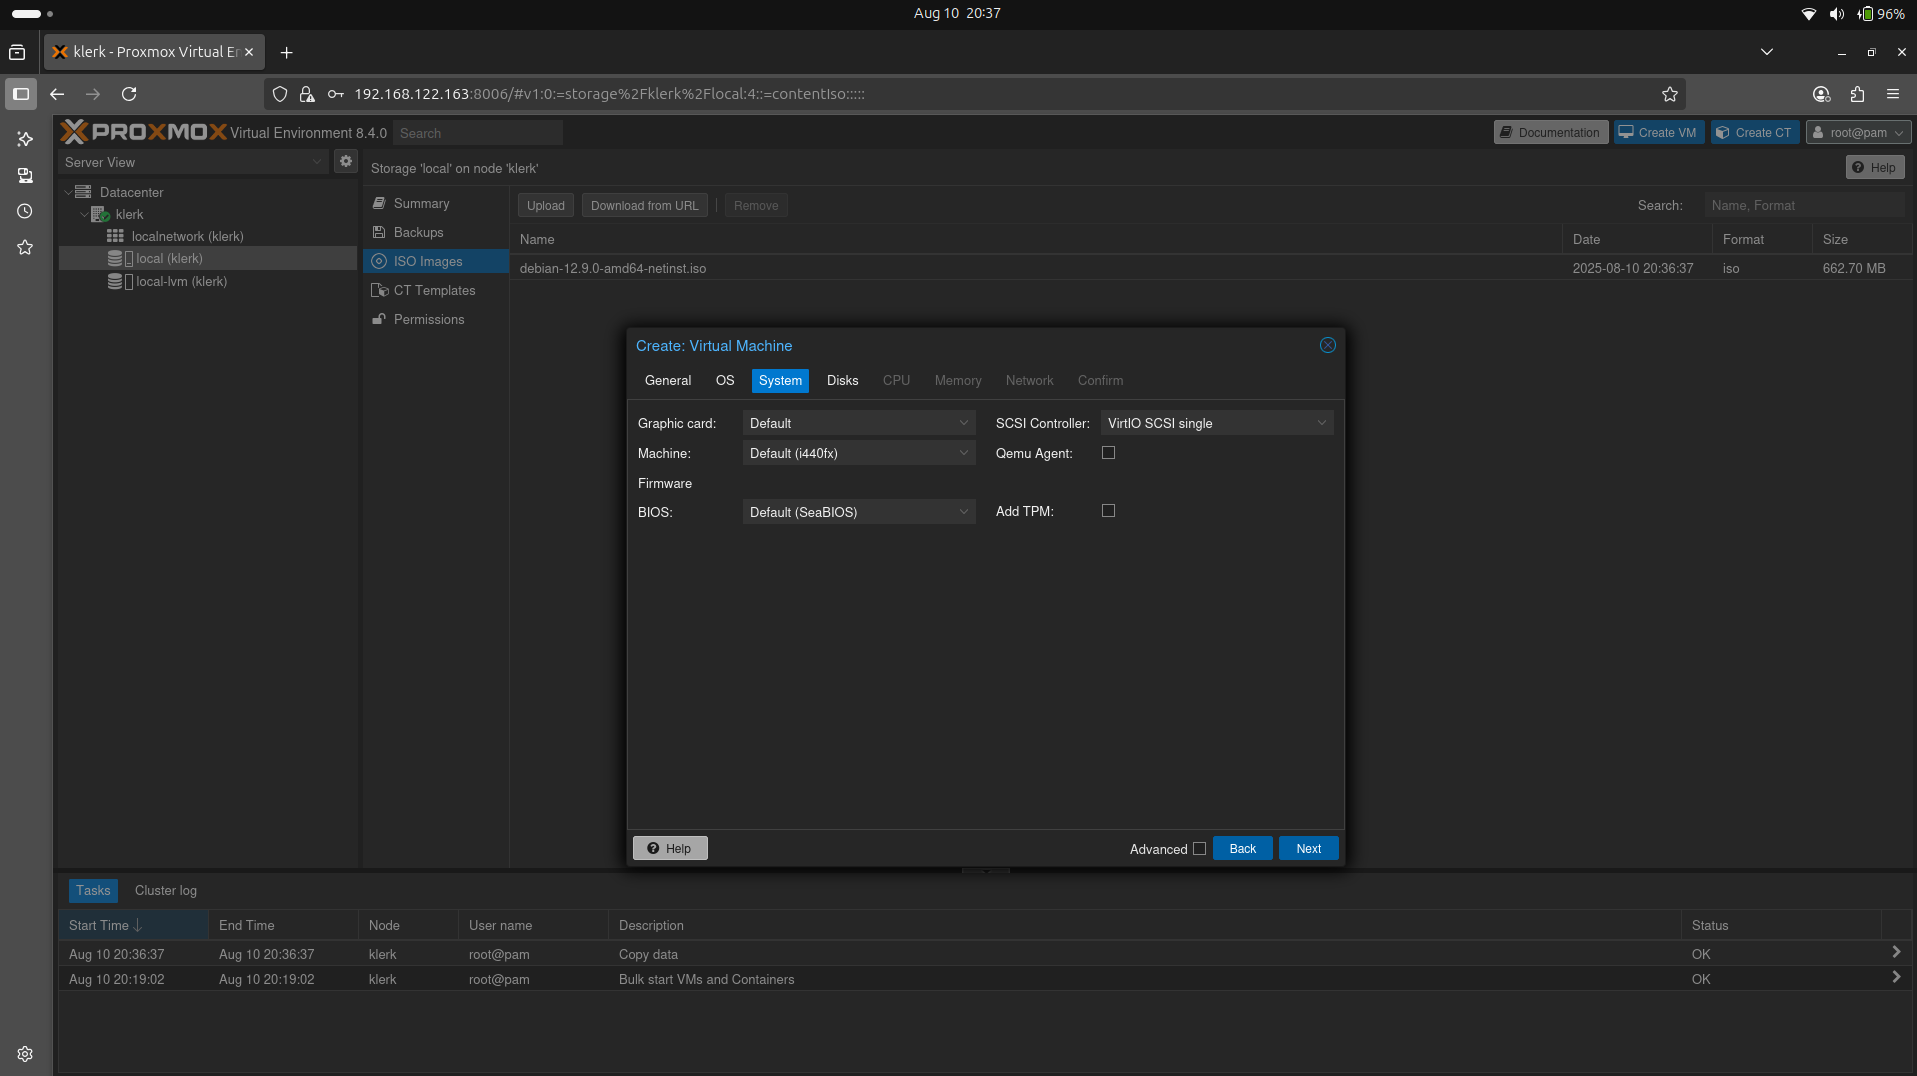 Aug 10 20:37
96%
klerk - Proxmox Virtual En
192.168.122.163:8006/#v1:0:=storage%2Fklerk%2Flocal:4::=contentIso:::::
PROXMOX Virtual Environment 8.4.0 Search
Documentation Create VM Create CT root@pam
Server View
Storage 'local' on node 'klerk'
Help
Datacenter
klerk
localnetwork (klerk)
local (klerk)
local-lvm (klerk)
Summary
Backups
ISO Images
CT Templates
Permissions
Upload Download from URL Remove Search: Name, Format
Name Date Format Size
debian-12.9.0-amd64-netinst.iso 2025-08-10 20:36:37 iso 662.70 MB
Create: Virtual Machine
General OS System Disks CPU Memory Network Confirm
Graphic card: Default SCSI Controller: VirtIO SCSI single
Machine: Default (i440fx) Qemu Agent:
Firmware
BIOS: Default (SeaBIOS) Add TPM:
Help Advanced Back Next
Tasks Cluster log
Start Time End Time Node User name Description Status
Aug 10 20:36:37 Aug 10 20:36:37 klerk root@pam Copy data OK
Aug 10 20:19:02 Aug 10 20:19:02 klerk root@pam Bulk start VMs and Containers OK